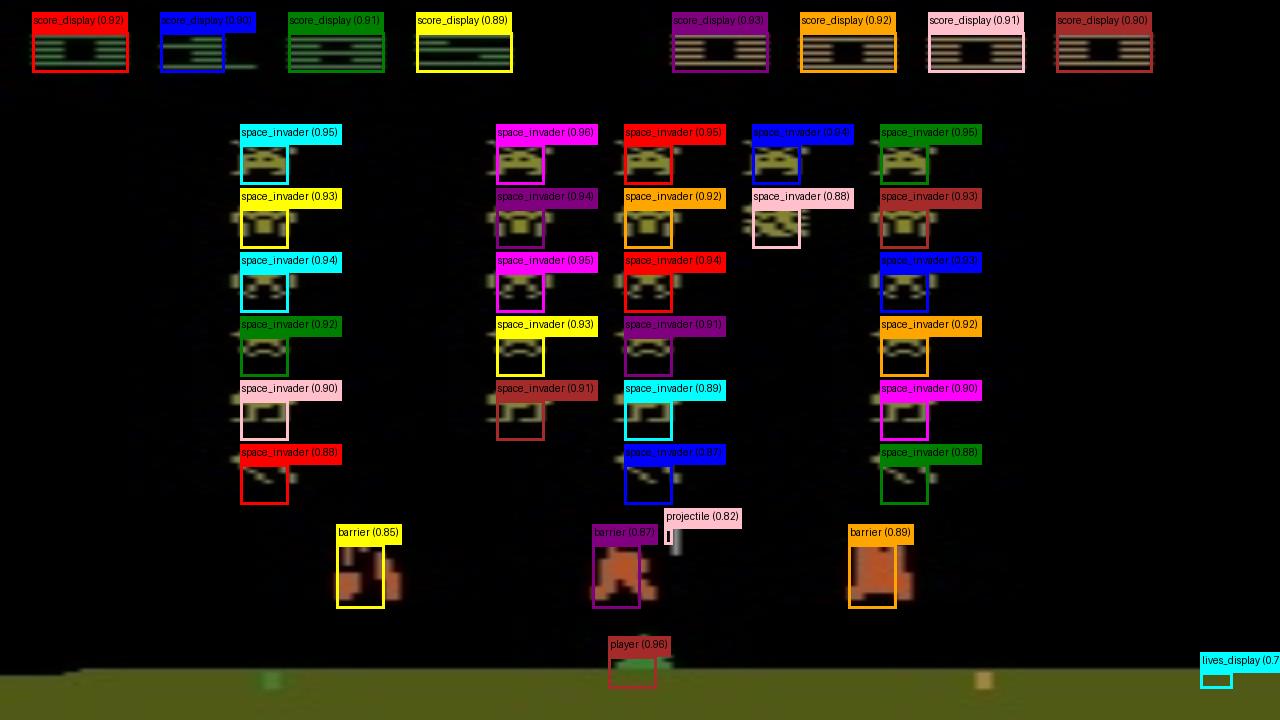 score_display (0.92) score_display (0.90) score_display (0.91) score_display (0.89) score_display (0.93) score_display (0.92) score_display (0.91) score_display (0.90)
space_invader (0.95) space_invader (0.96) space_invader (0.95) space_invader (0.94) space_invader (0.95)
space_invader (0.93) space_invader (0.94) space_invader (0.92) space_invader (0.88) space_invader (0.93)
space_invader (0.94) space_invader (0.95) space_invader (0.94) space_invader (0.93)
space_invader (0.92) space_invader (0.93) space_invader (0.91) space_invader (0.92)
space_invader (0.90) space_invader (0.91) space_invader (0.89) space_invader (0.90)
space_invader (0.88) space_invader (0.87) space_invader (0.88)
projectile (0.82)
barrier (0.85) barrier (0.87) barrier (0.89)
player (0.96)
lives_display (0.7